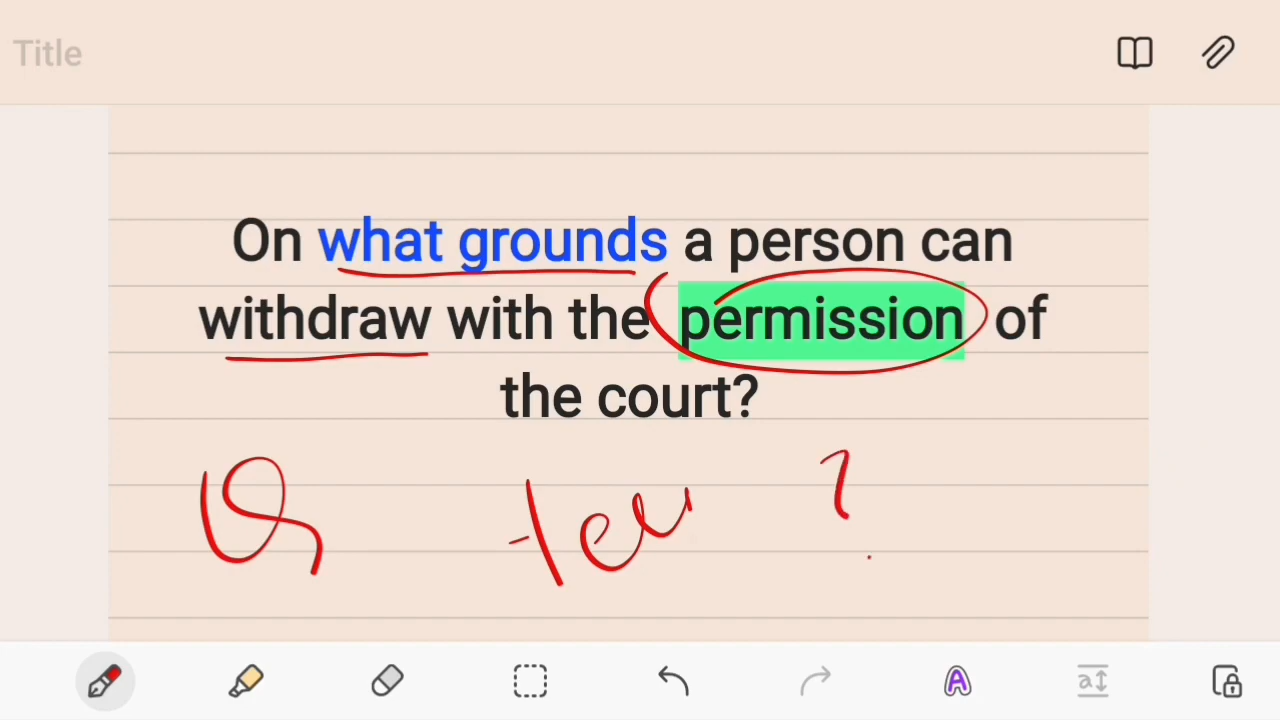 Title
On what grounds a person can
withdraw with the permission of
the court?
?